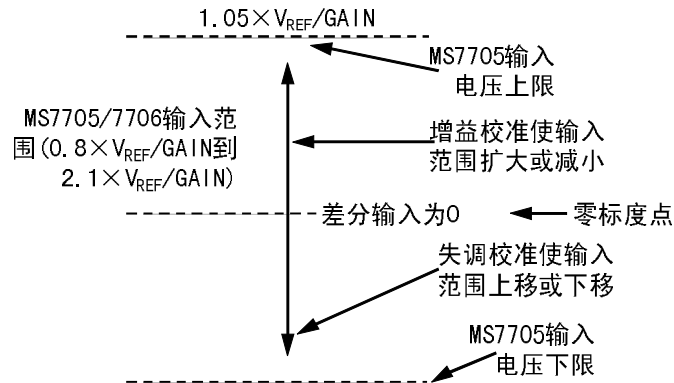 1.05×VREF/GAIN
MS7705输入
电压上限
MS7705/7706输入范
围(0.8×VREF/GAIN到
2.1×VREF/GAIN)
增益校准使输入
范围扩大或减小
差分输入为0
零标度点
失调校准使输入
范围上移或下移
MS7705输入
电压下限